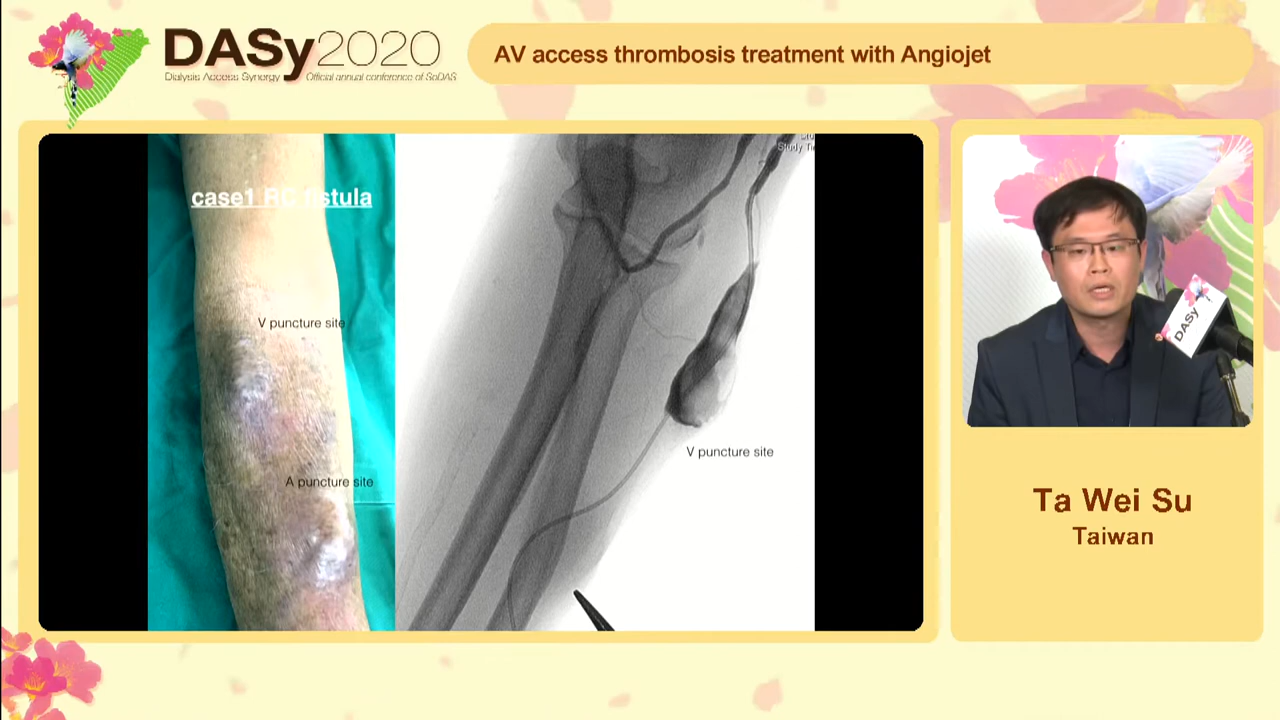 DASy2020
Dialysis Access Synergy Official annual conference of SoDAS
AV access thrombosis treatment with Angiojet
case1 RC fistula
V puncture site
A puncture site
Study
V puncture site
DASy
Ta Wei Su
Taiwan